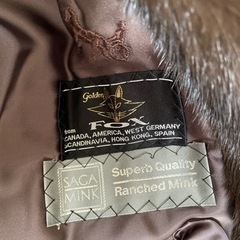 Golden
FOX
from
CANADA, AMERICA, WEST GERMANY
SCANDINAVIA, HONG KONG, SPAIN
SAGA
MINK
Superb Quality
Ranched Mink